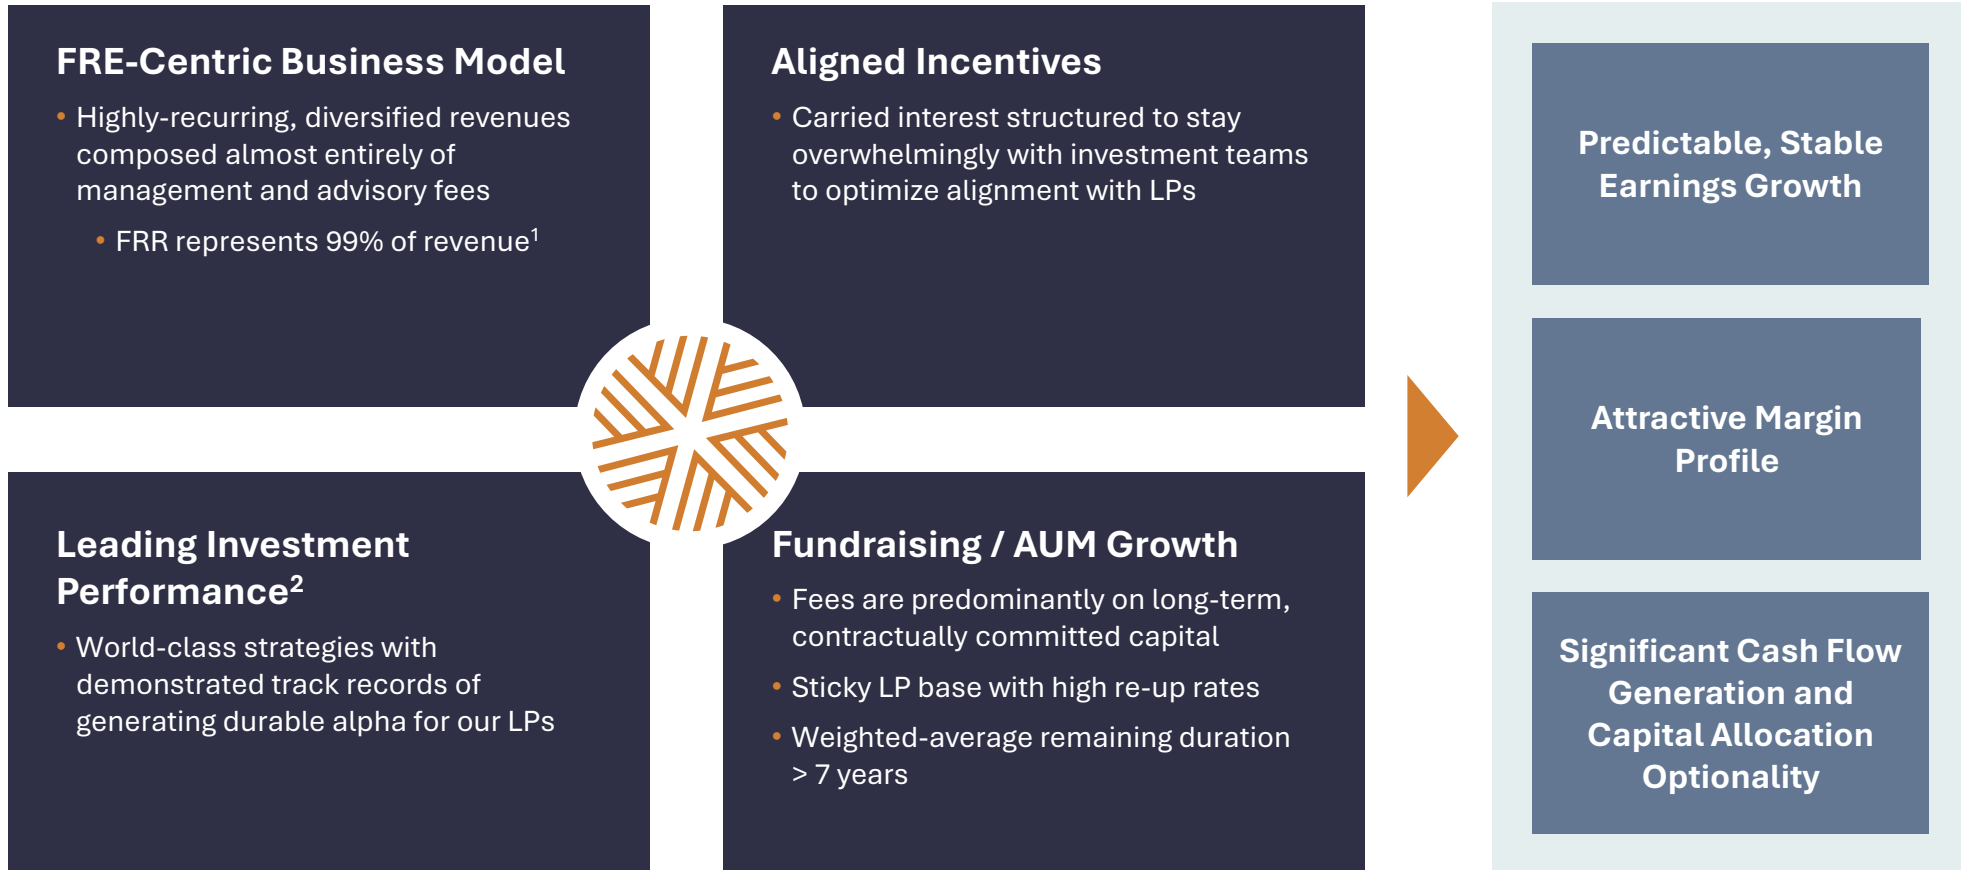 FRE-Centric Business Model
• Highly-recurring, diversified revenues
composed almost entirely of
management and advisory fees
• FRR represents 99% of revenue¹
Aligned Incentives
• Carried interest structured to stay
overwhelmingly with investment teams
to optimize alignment with LPs
Leading Investment
Performance²
• World-class strategies with
demonstrated track records of
generating durable alpha for our LPs
Fundraising / AUM Growth
• Fees are predominantly on long-term,
contractually committed capital
• Sticky LP base with high re-up rates
• Weighted-average remaining duration
> 7 years
Predictable, Stable
Earnings Growth
Attractive Margin
Profile
Significant Cash Flow
Generation and
Capital Allocation
Optionality